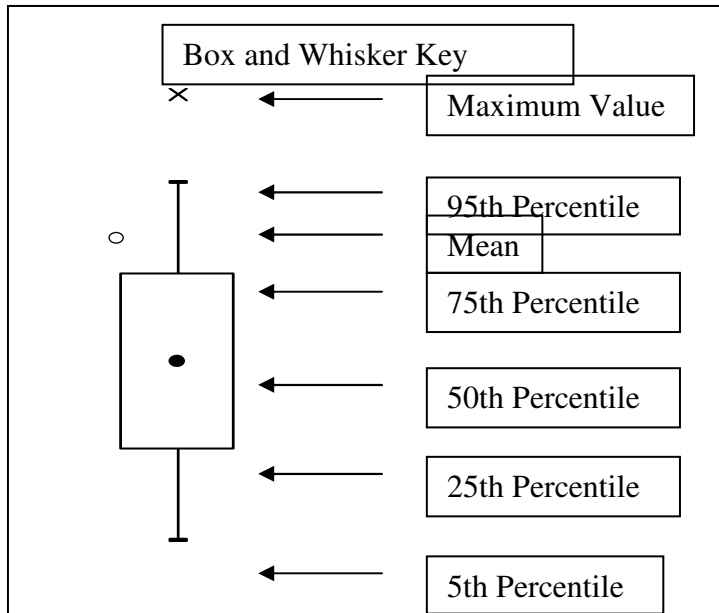 Box and Whisker Key
Maximum Value
95th Percentile
Mean
75th Percentile
50th Percentile
25th Percentile
5th Percentile